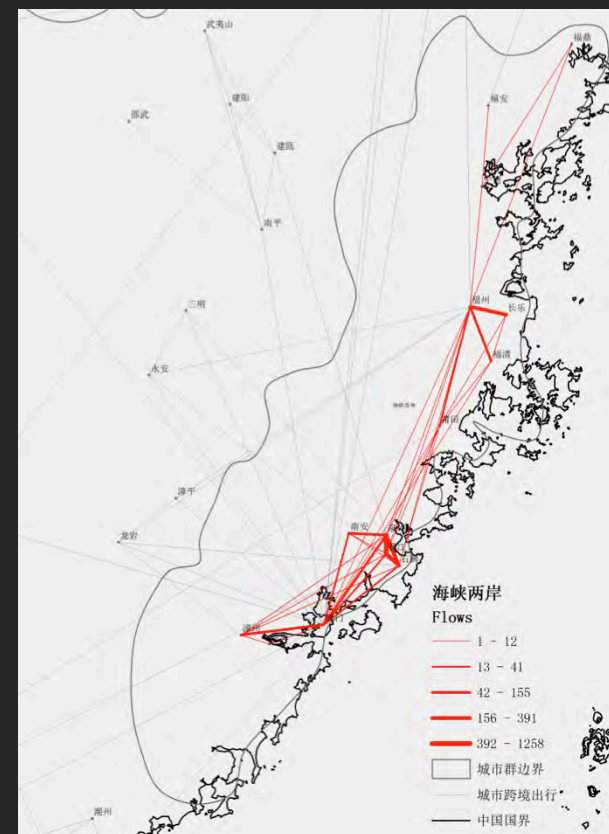 武夷山
福鼎
建阳
福安
邵武
建瓯
南平
三明
福州
长乐
福清
永安
莆田
漳平
南安
龙岩
漳州
海峡两岸
Flows
1 - 12
13 - 41
42 - 155
156 - 391
392 - 1258
城市群边界
城市跨境出行
中国国界
潮州